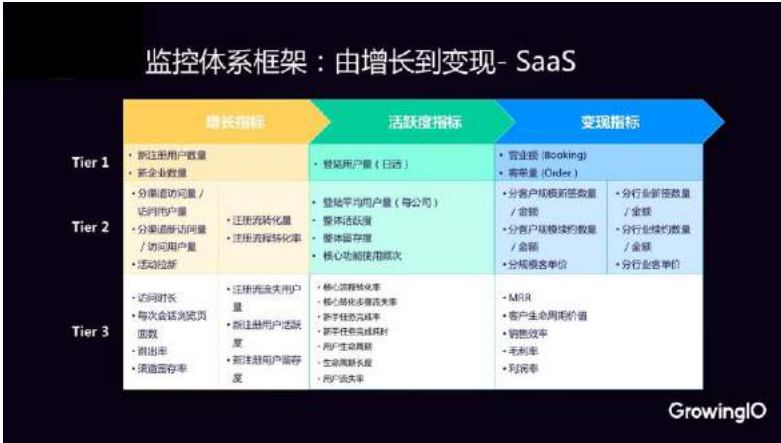 监控体系框架：由增长到变现- SaaS
增长指标
活跃度指标
变现指标
Tier 1
• 新注册用户数量
• 新企业数量
• 登陆用户量（日活）
• 营业额 (Booking)
• 客单量 (Order)
Tier 2
• 分渠道访问量 /
访问用户量
• 分渠道新访问量
/ 访问用户量
• 活动拉新
• 注册流转化量
• 注册流程转化率
• 登陆平均用户量（每公司）
• 整体活跃度
• 整体留存度
• 核心功能使用频次
• 分客户规模新签数量
/ 金额
• 分客户规模续约数量
/ 金额
• 分规模客单价
• 分行业新签数量
/ 金额
• 分行业续约数量
/ 金额
• 分行业客单价
Tier 3
• 访问时长
• 每次会话浏览页
面数
• 跳出率
• 渠道留存率
• 注册流流失用户
量
• 新注册用户活跃
度
• 新注册用户留存
度
• 核心流程转化率
• 核心转化步骤流失率
• 新手任务完成率
• 新手任务完成耗时
• 用户生命周期
• 生命周期长度
• 用户流失率
• MRR
• 客户生命周期价值
• 销售效率
• 毛利率
• 利润率
GrowingIO